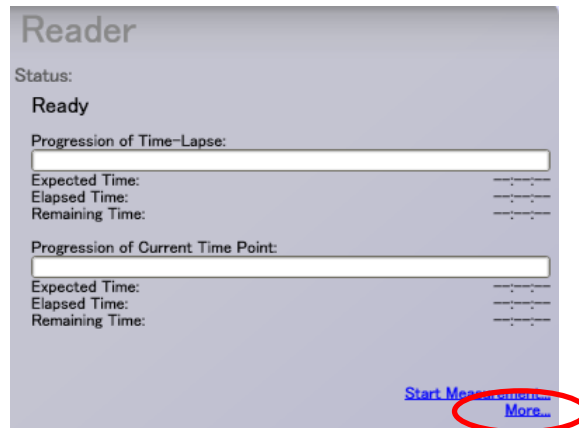 Reader
Status:
Ready
Progression of Time-Lapse:
Expected Time: --:--:--
Elapsed Time: --:--:--
Remaining Time: --:--:--
Progression of Current Time Point:
Expected Time: --:--:--
Elapsed Time: --:--:--
Remaining Time: --:--:--
Start Measurement...
More...